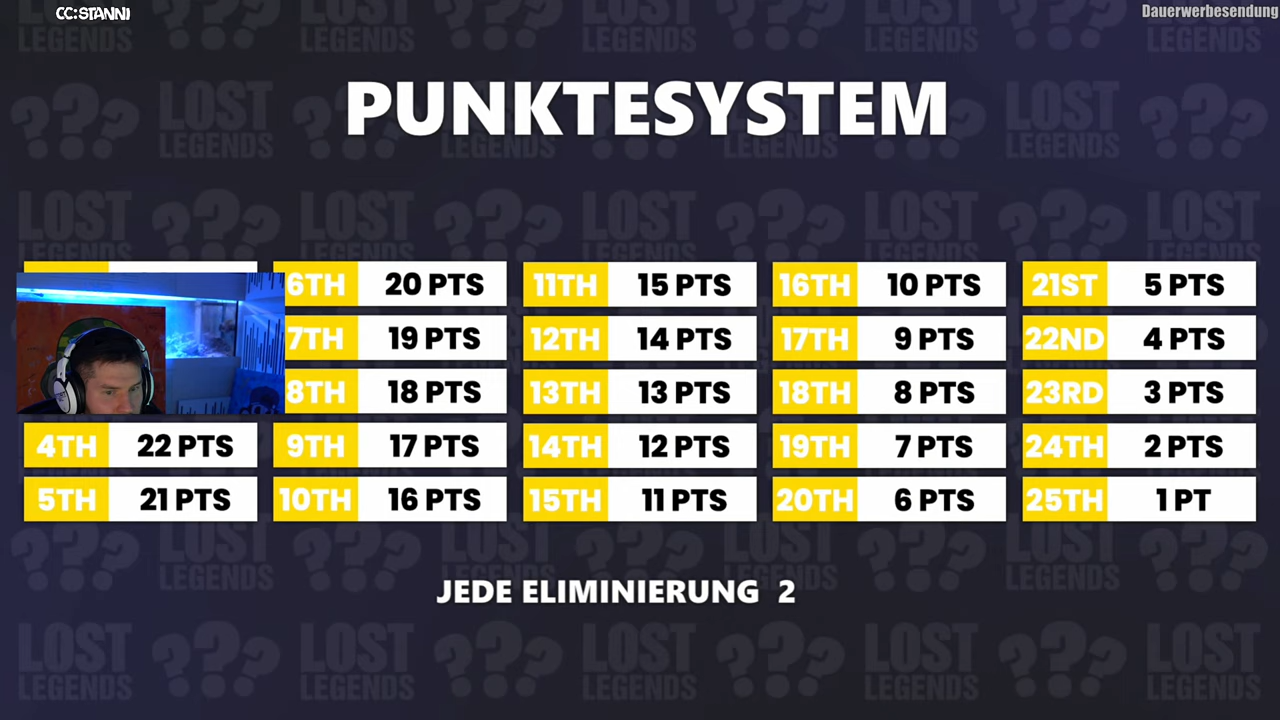 CC:STANNI
Dauerwerbesendung
PUNKTESYSTEM
6TH 20 PTS 11TH 15 PTS 16TH 10 PTS 21ST 5 PTS
7TH 19 PTS 12TH 14 PTS 17TH 9 PTS 22ND 4 PTS
8TH 18 PTS 13TH 13 PTS 18TH 8 PTS 23RD 3 PTS
4TH 22 PTS 9TH 17 PTS 14TH 12 PTS 19TH 7 PTS 24TH 2 PTS
5TH 21 PTS 10TH 16 PTS 15TH 11 PTS 20TH 6 PTS 25TH 1 PT
JEDE ELIMINIERUNG 2
LOST LEGENDS ???